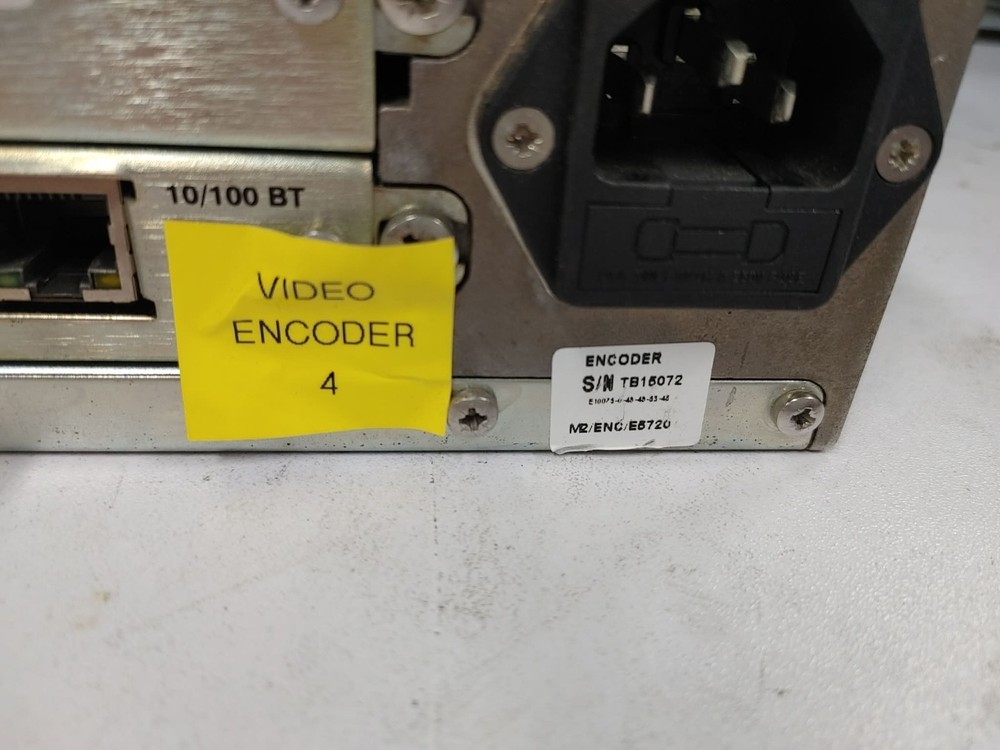 10/100 BT
VIDEO
ENCODER
4
ENCODER
S/N TB15072
M2/ENC/E5720